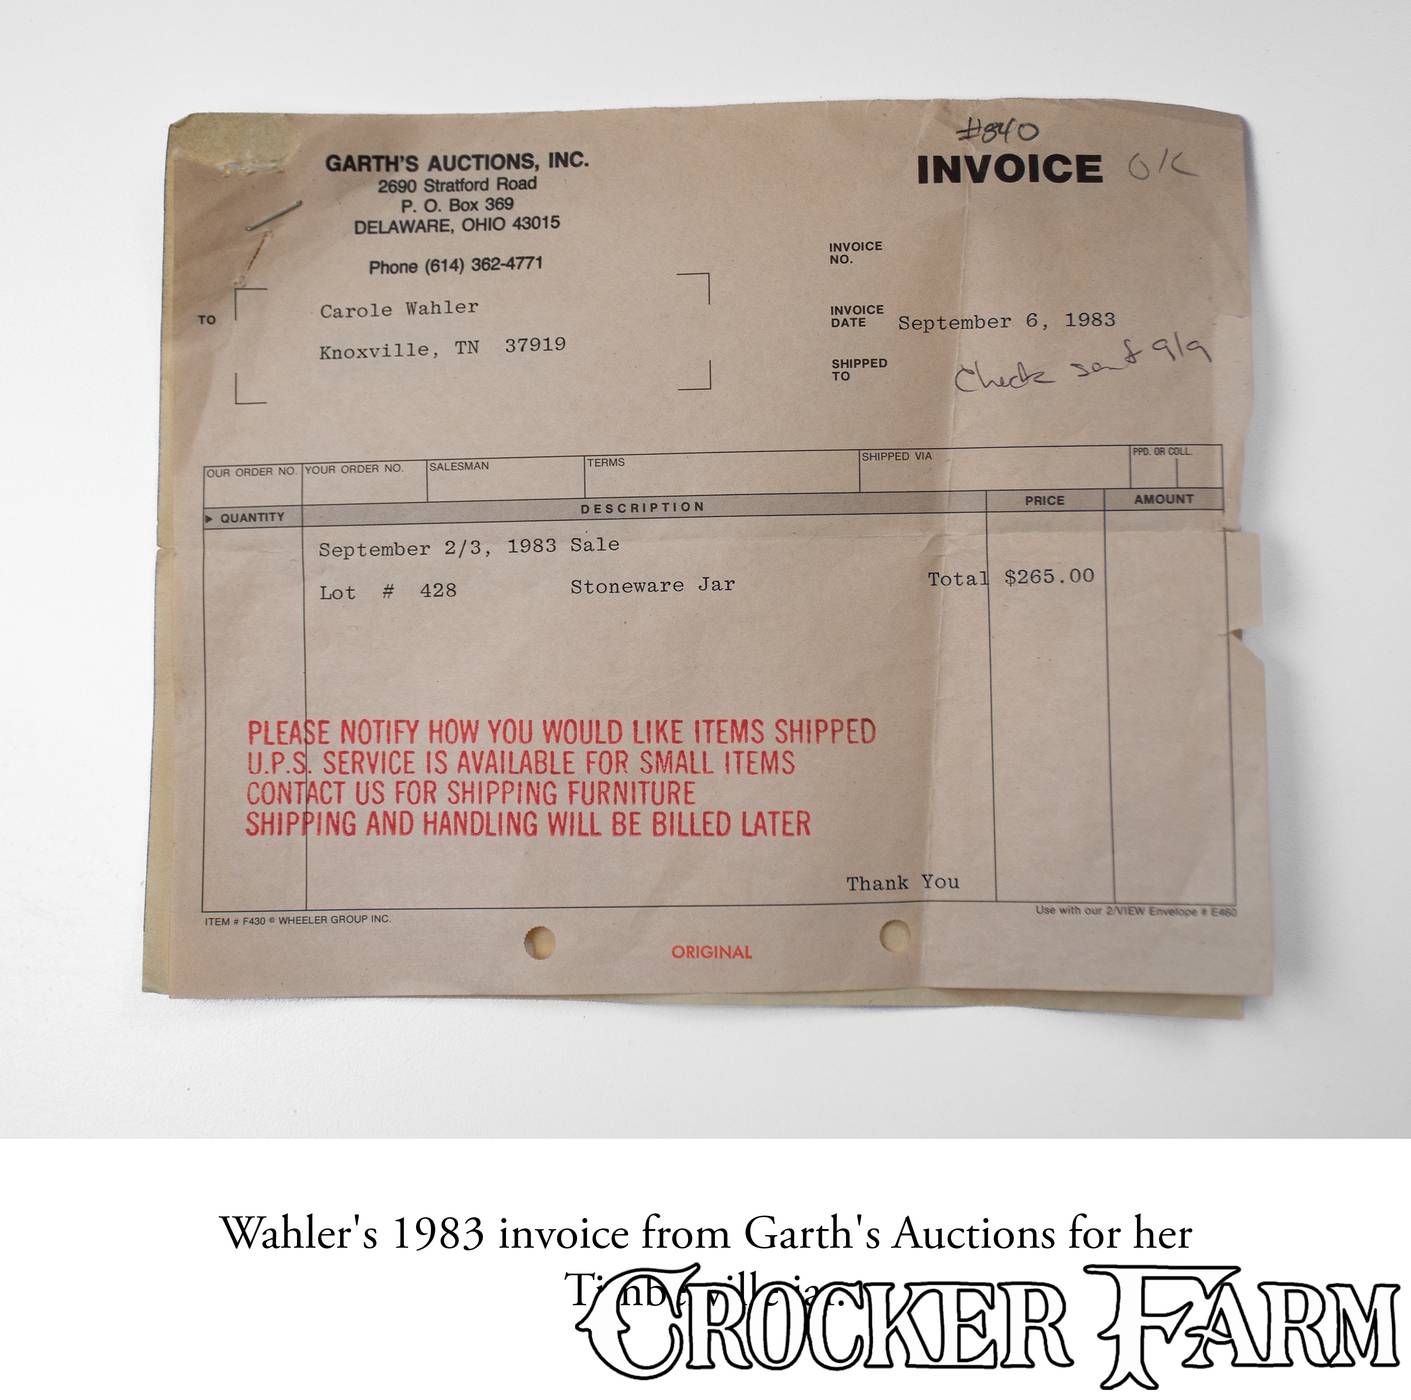 #840
GARTH'S AUCTIONS, INC.
2690 Stratford Road
P. O. Box 369
DELAWARE, OHIO 43015
Phone (614) 362-4771
INVOICE OK
INVOICE NO.
TO
Carole Wahler
Knoxville, TN 37919
INVOICE DATE September 6, 1983
SHIPPED TO
Check sent 9/9
OUR ORDER NO. YOUR ORDER NO. SALESMAN TERMS SHIPPED VIA PPD. OR COLL.
QUANTITY DESCRIPTION PRICE AMOUNT
September 2/3, 1983 Sale
Lot # 428 Stoneware Jar Total $265.00
PLEASE NOTIFY HOW YOU WOULD LIKE ITEMS SHIPPED
U.P.S. SERVICE IS AVAILABLE FOR SMALL ITEMS
CONTACT US FOR SHIPPING FURNITURE
SHIPPING AND HANDLING WILL BE BILLED LATER
Thank You
ITEM # F430 © WHEELER GROUP INC.
Use with our 2/VIEW Envelope # E460
ORIGINAL
Wahler's 1983 invoice from Garth's Auctions for her
jar.
CROCKER FARM